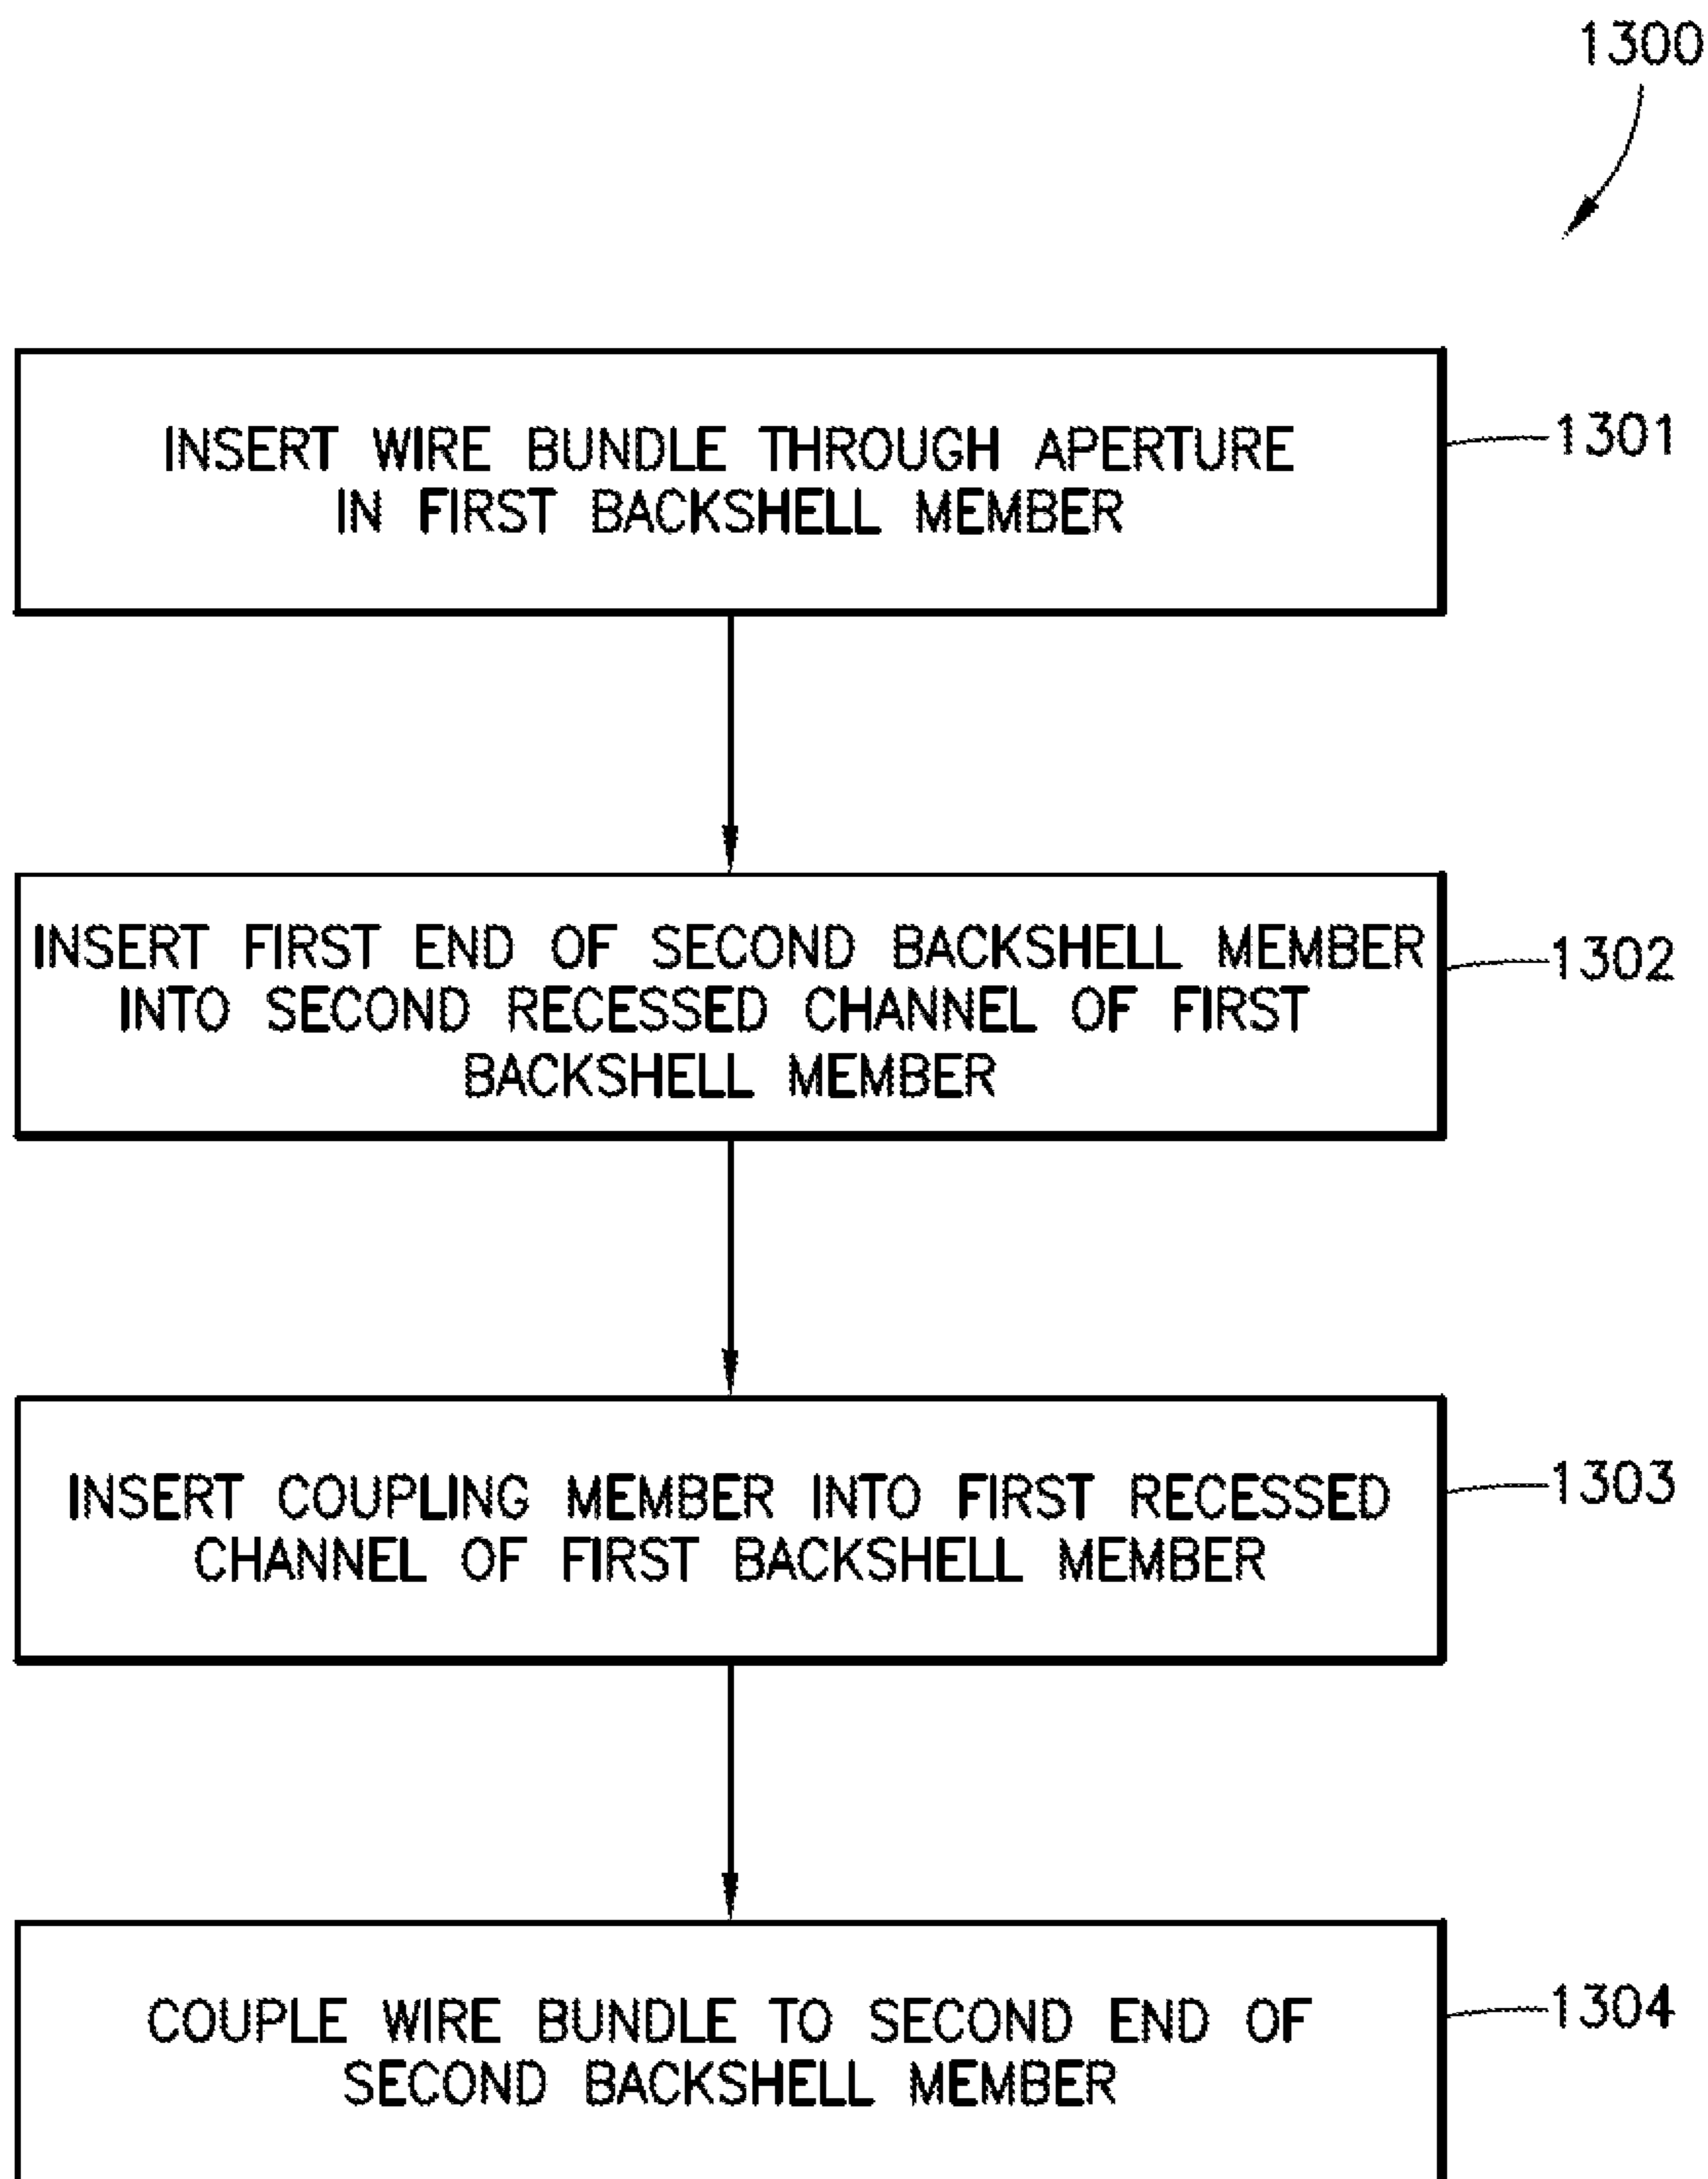 1300
INSERT WIRE BUNDLE THROUGH APERTURE
IN FIRST BACKSHELL MEMBER
1301
INSERT FIRST END OF SECOND BACKSHELL MEMBER
INTO SECOND RECESSED CHANNEL OF FIRST
BACKSHELL MEMBER
1302
INSERT COUPLING MEMBER INTO FIRST RECESSED
CHANNEL OF FIRST BACKSHELL MEMBER
1303
COUPLE WIRE BUNDLE TO SECOND END OF
SECOND BACKSHELL MEMBER
1304